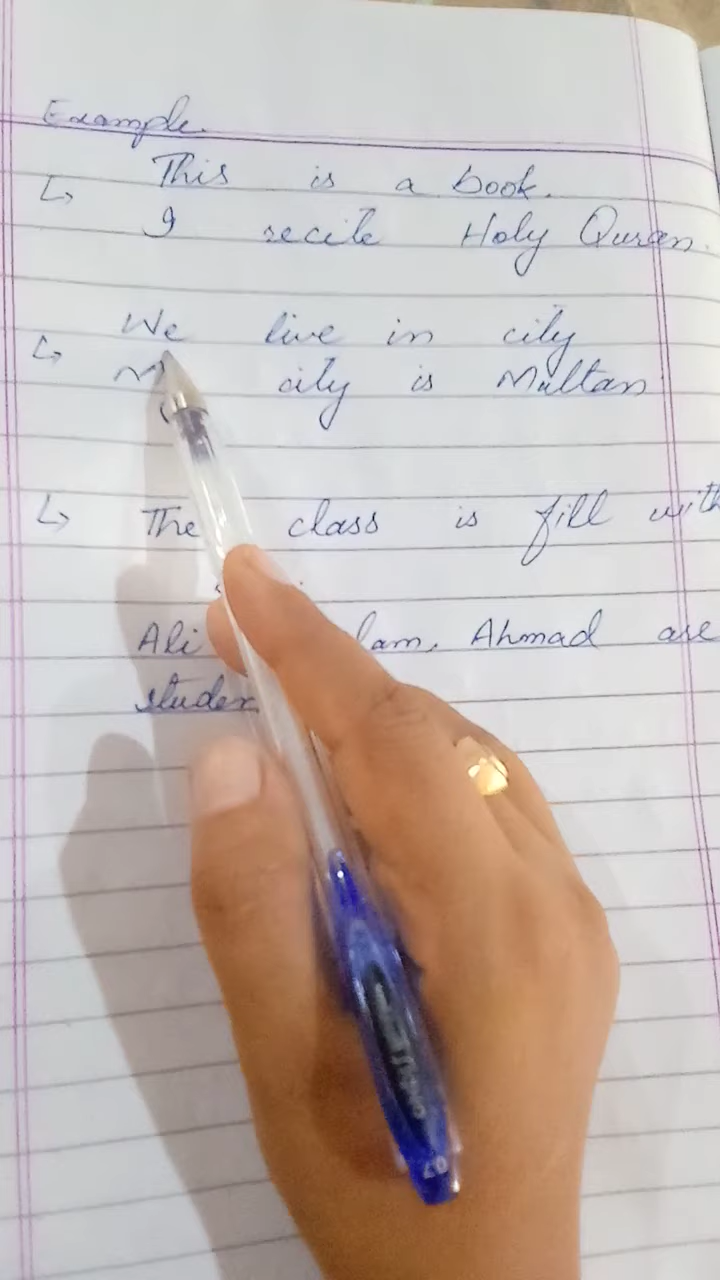 Example.
This is a book.
I recite Holy Quran.
We live in city
city is Multan
The class is fill with
Ali Ahmad are